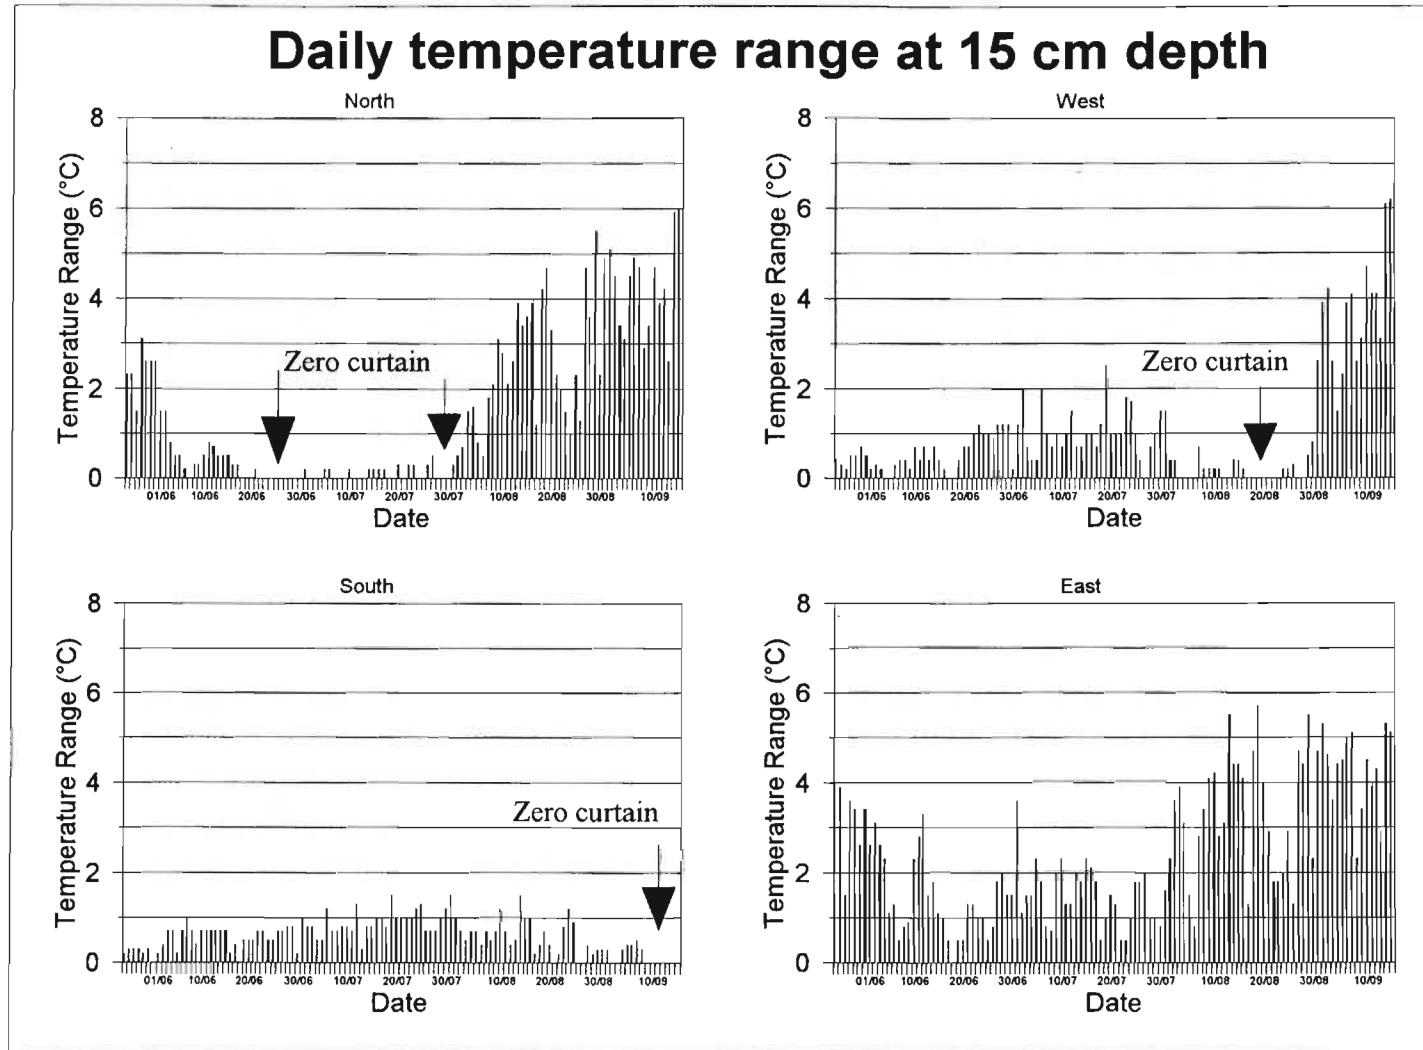 Daily temperature range at 15 cm depth
North
8
6
4
2
0
Temperature Range (°C)
Zero curtain
01/06 10/06 20/06 30/06 10/07 20/07 30/07 10/08 20/08 30/08 10/09
Date
West
8
6
4
2
0
Temperature Range (°C)
Zero curtain
01/06 10/06 20/06 30/06 10/07 20/07 30/07 10/08 20/08 30/08 10/09
Date
South
8
6
4
2
0
Temperature Range (°C)
Zero curtain
01/06 10/06 20/06 30/06 10/07 20/07 30/07 10/08 20/08 30/08 10/09
Date
East
8
6
4
2
0
Temperature Range (°C)
01/06 10/06 20/06 30/06 10/07 20/07 30/07 10/08 20/08 30/08 10/09
Date